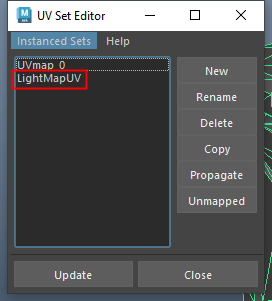 UV Set Editor
Instanced Sets Help
UVmap_0
LightMapUV
New
Rename
Delete
Copy
Propagate
Unmapped
Update Close